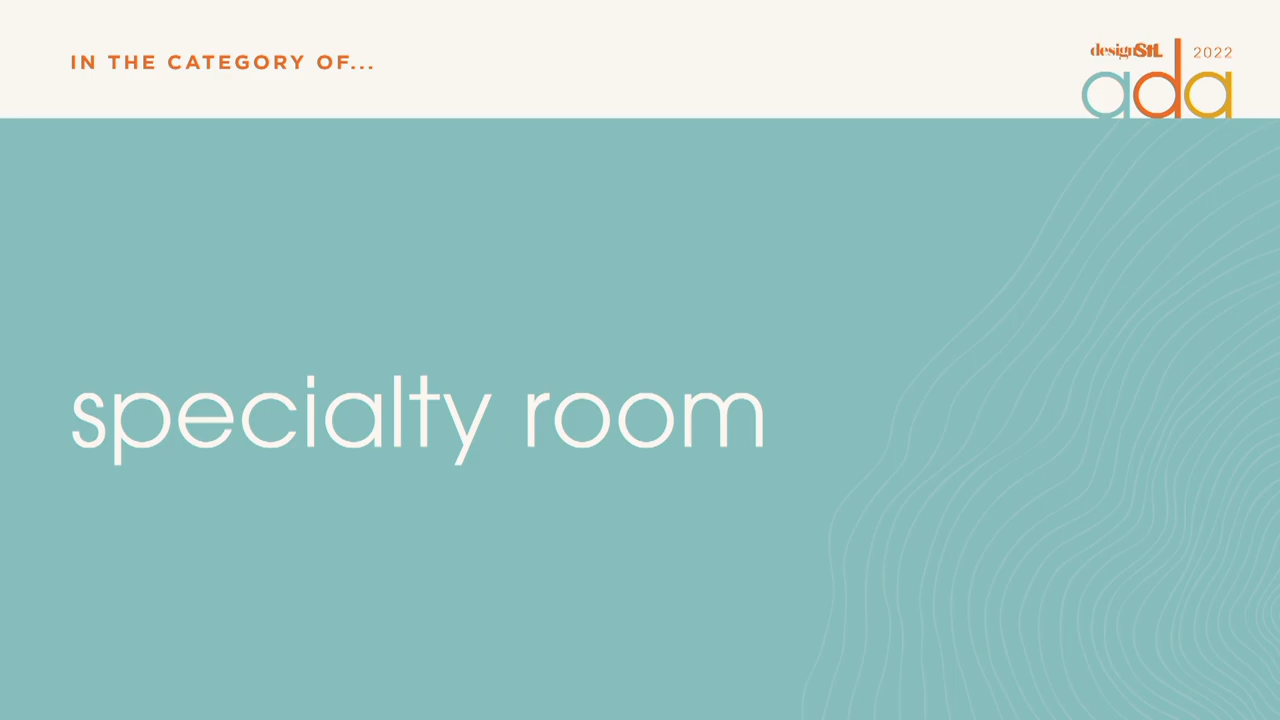 IN THE CATEGORY OF...
designSTL 2022
ada
specialty room